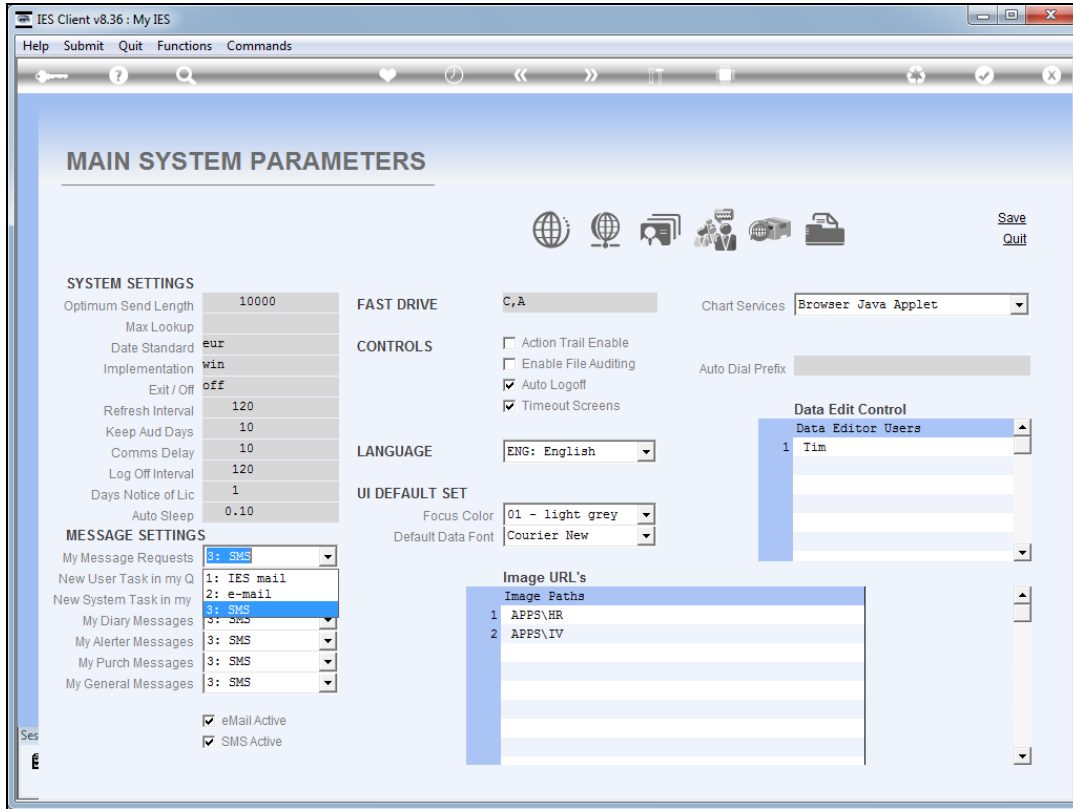 IES Client v8.36 : My IES
Help Submit Quit Functions Commands
MAIN SYSTEM PARAMETERS
Save
Quit
SYSTEM SETTINGS
Optimum Send Length 10000
Max Lookup
Date Standard eur
Implementation win
Exit / Off off
Refresh Interval 120
Keep Aud Days 10
Comms Delay 10
Log Off Interval 120
Days Notice of Lic 1
Auto Sleep 0.10
MESSAGE SETTINGS
My Message Requests 3: SMS
New User Task in my Q 1: IES mail
New System Task in my 2: e-mail
3: SMS
My Diary Messages 3: SMS
My Alerter Messages 3: SMS
My Purch Messages 3: SMS
My General Messages 3: SMS
eMail Active
SMS Active
FAST DRIVE C,A
CONTROLS
Action Trail Enable
Enable File Auditing
Auto Logoff
Timeout Screens
LANGUAGE ENG: English
UI DEFAULT SET
Focus Color 01 - light grey
Default Data Font Courier New
Chart Services Browser Java Applet
Auto Dial Prefix
Data Edit Control
Data Editor Users
1 Tim
Image URL's
Image Paths
1 APPS\HR
2 APPS\IV
Ses